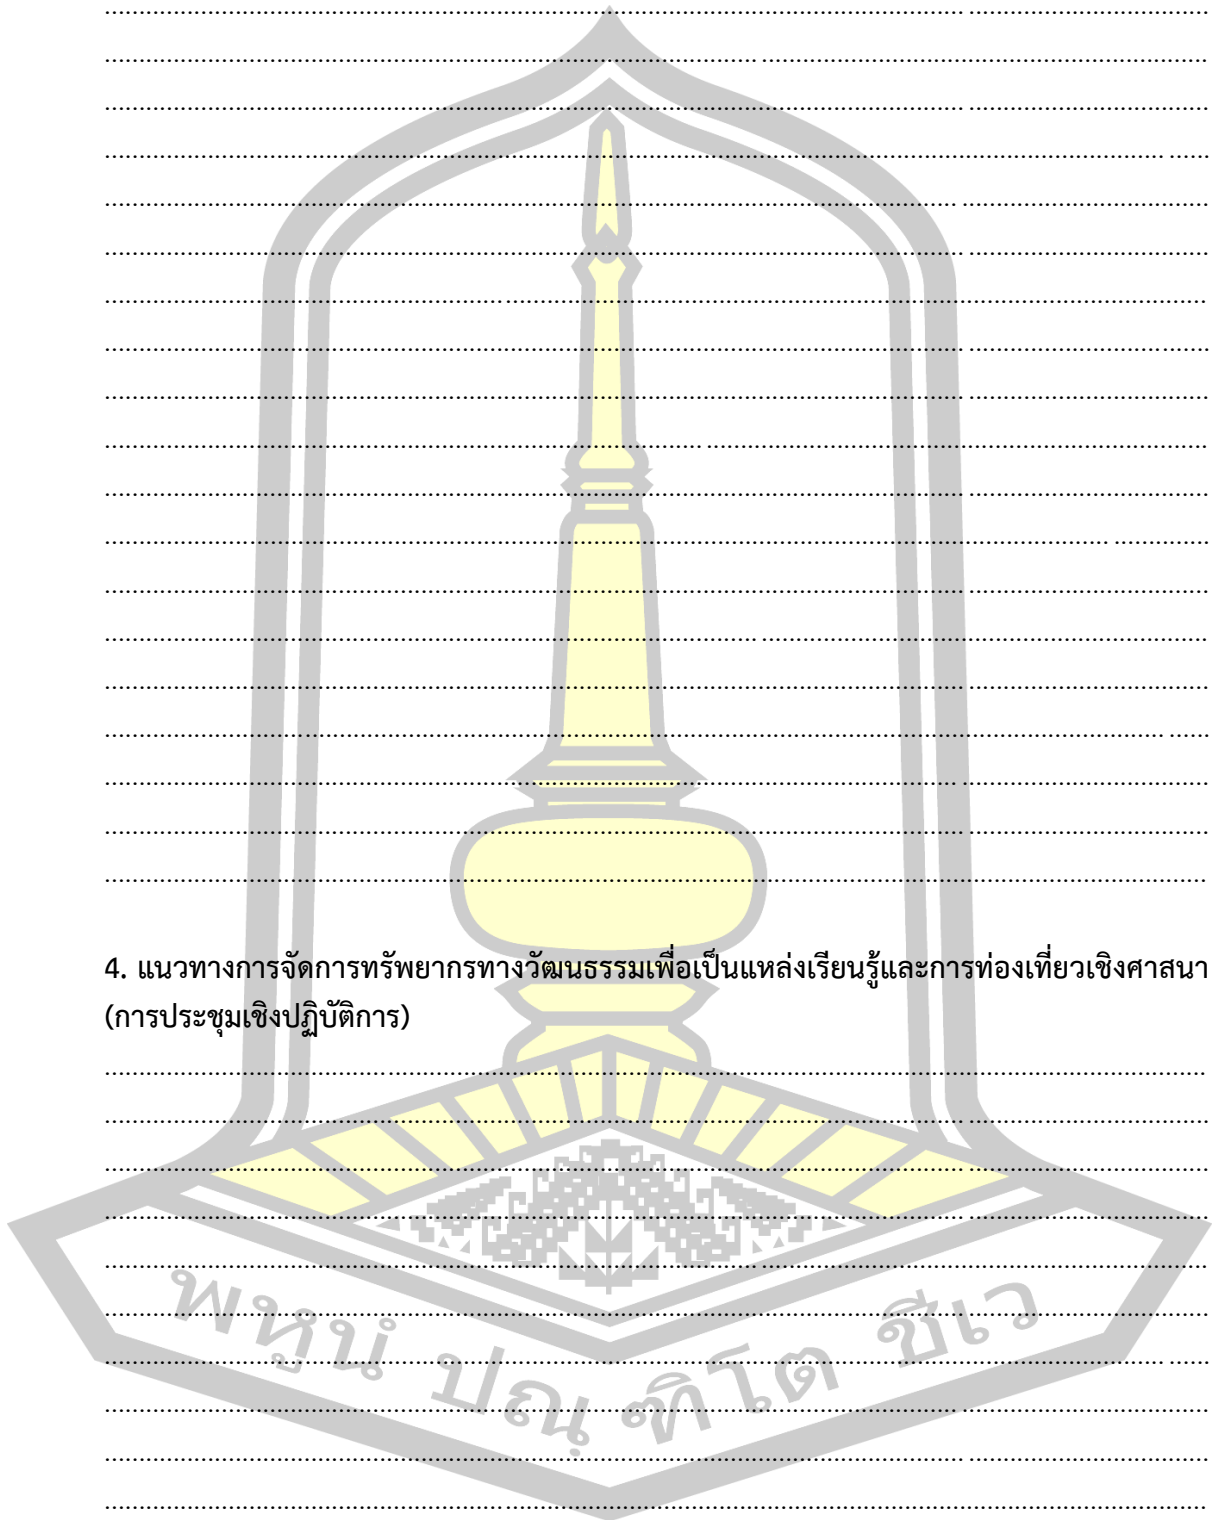 4. แนวทางการจัดการทรัพยากรทางวัฒนธรรมเพื่อเป็นแหล่งเรียนรู้และการท่องเที่ยวเชิงศาสนา
(การประชุมเชิงปฏิบัติการ)
พหูนํ ปณฺฑิโต ชีเว